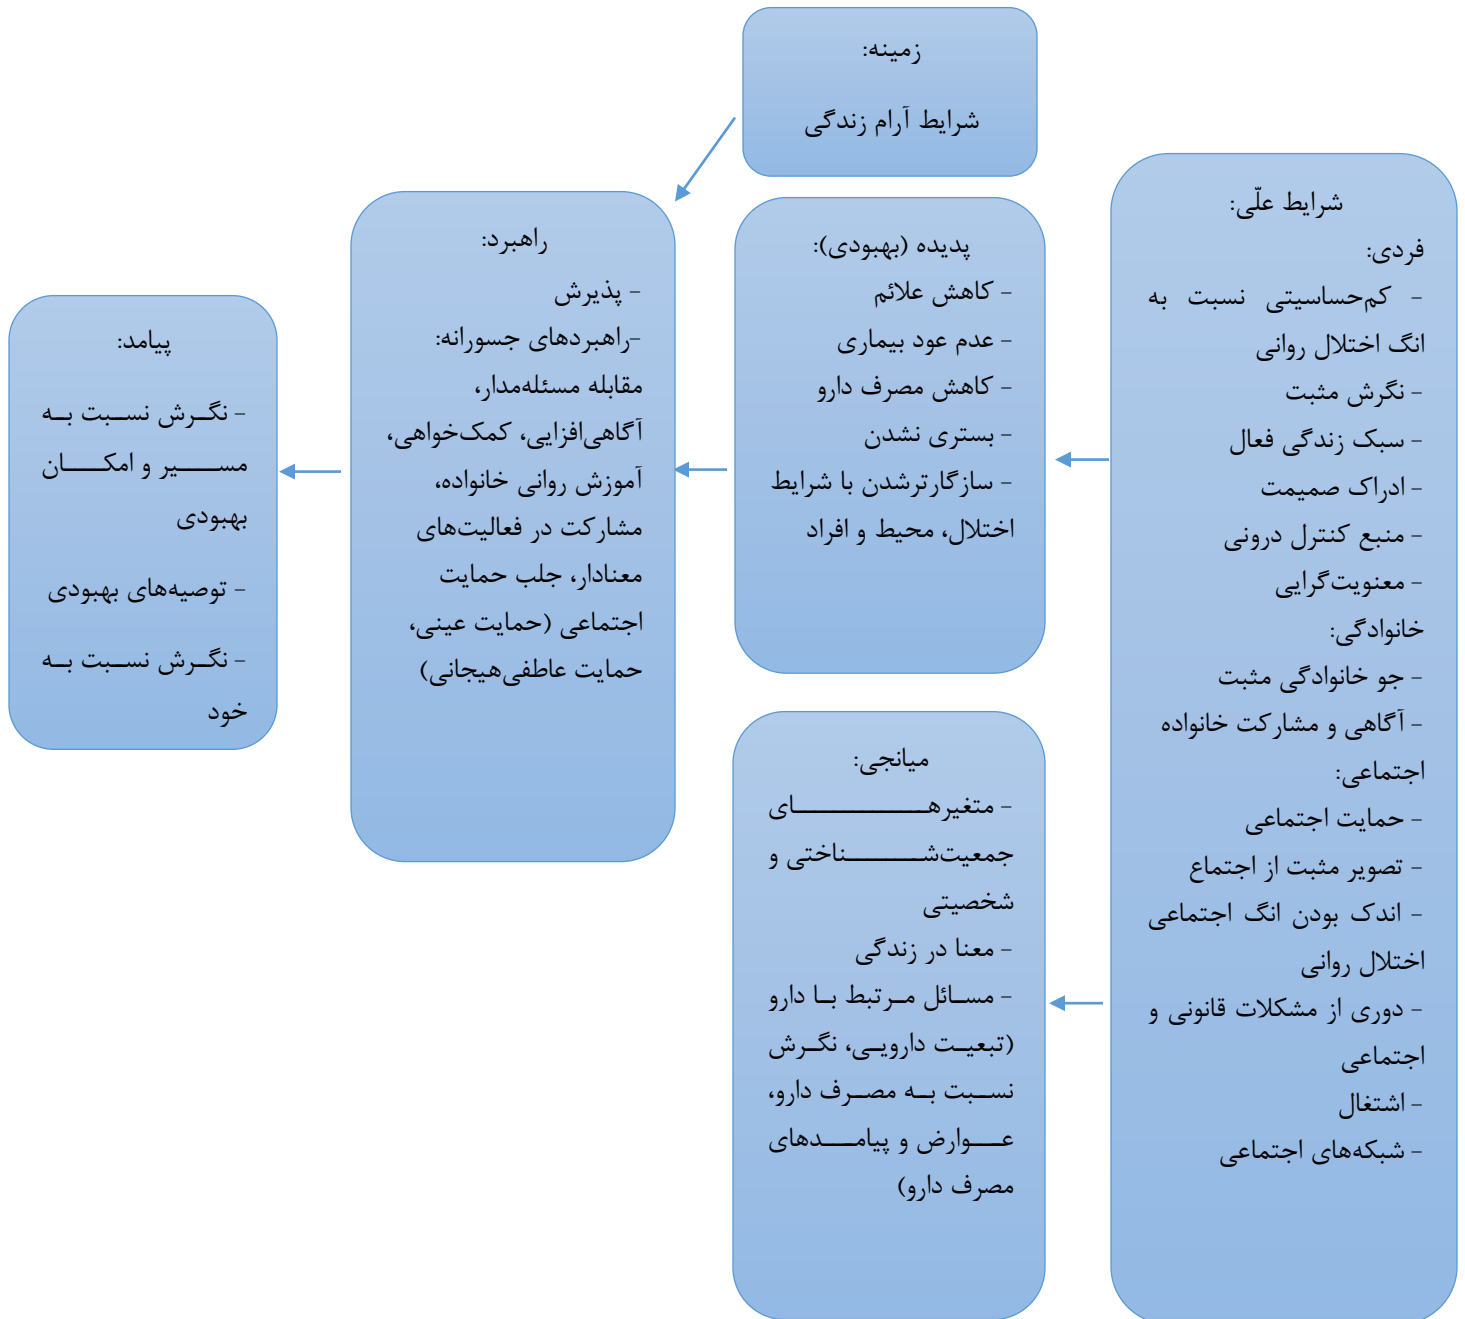 زمینه:
شرایط آرام زندگی
شرایط علّی:
فردی:
- کم‌حساسیتی نسبت به
انگ اختلال روانی
- نگرش مثبت
- سبک زندگی فعال
- ادراک صمیمت
- منبع کنترل درونی
- معنویت‌گرایی
خانوادگی:
- جو خانوادگی مثبت
- آگاهی و مشارکت خانواده
اجتماعی:
- حمایت اجتماعی
- تصویر مثبت از اجتماع
- اندک بودن انگ اجتماعی
اختلال روانی
- دوری از مشکلات قانونی و
اجتماعی
- اشتغال
- شبکه‌های اجتماعی
پدیده (بهبودی):
- کاهش علائم
- عدم عود بیماری
- کاهش مصرف دارو
- بستری نشدن
- سازگارترشدن با شرایط
اختلال، محیط و افراد
میانجی:
- متغیرهای
جمعیت‌شناختی و
شخصیتی
- معنا در زندگی
- مسائل مرتبط با دارو
(تبعیت دارویی، نگرش
نسبت به مصرف دارو،
عوارض و پیامدهای
مصرف دارو)
راهبرد:
- پذیرش
-راهبردهای جسورانه:
مقابله مسئله‌مدار،
آگاهی‌افزایی، کمک‌خواهی،
آموزش روانی خانواده،
مشارکت در فعالیت‌های
معنادار، جلب حمایت
اجتماعی (حمایت عینی،
حمایت عاطفی‌هیجانی)
پیامد:
- نگرش نسبت به
مسیر و امکان
بهبودی
- توصیه‌های بهبودی
- نگرش نسبت به
خود